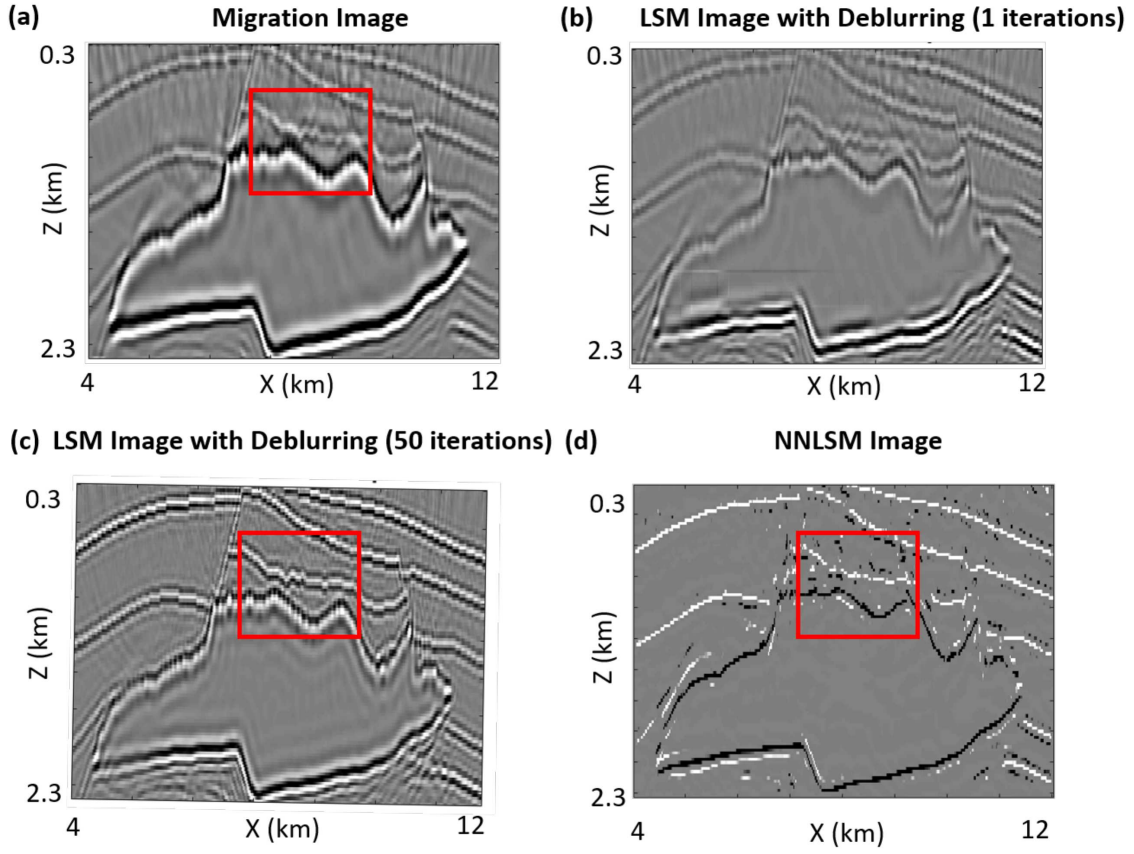 (a) Migration Image
0.3
Z (km)
2.3
4 X (km) 12
(b) LSM Image with Deblurring (1 iterations)
0.3
Z (km)
2.3
4 X (km) 12
(c) LSM Image with Deblurring (50 iterations)
0.3
Z (km)
2.3
4 X (km) 12
(d) NNLSM Image
0.3
Z (km)
2.3
4 X (km) 12